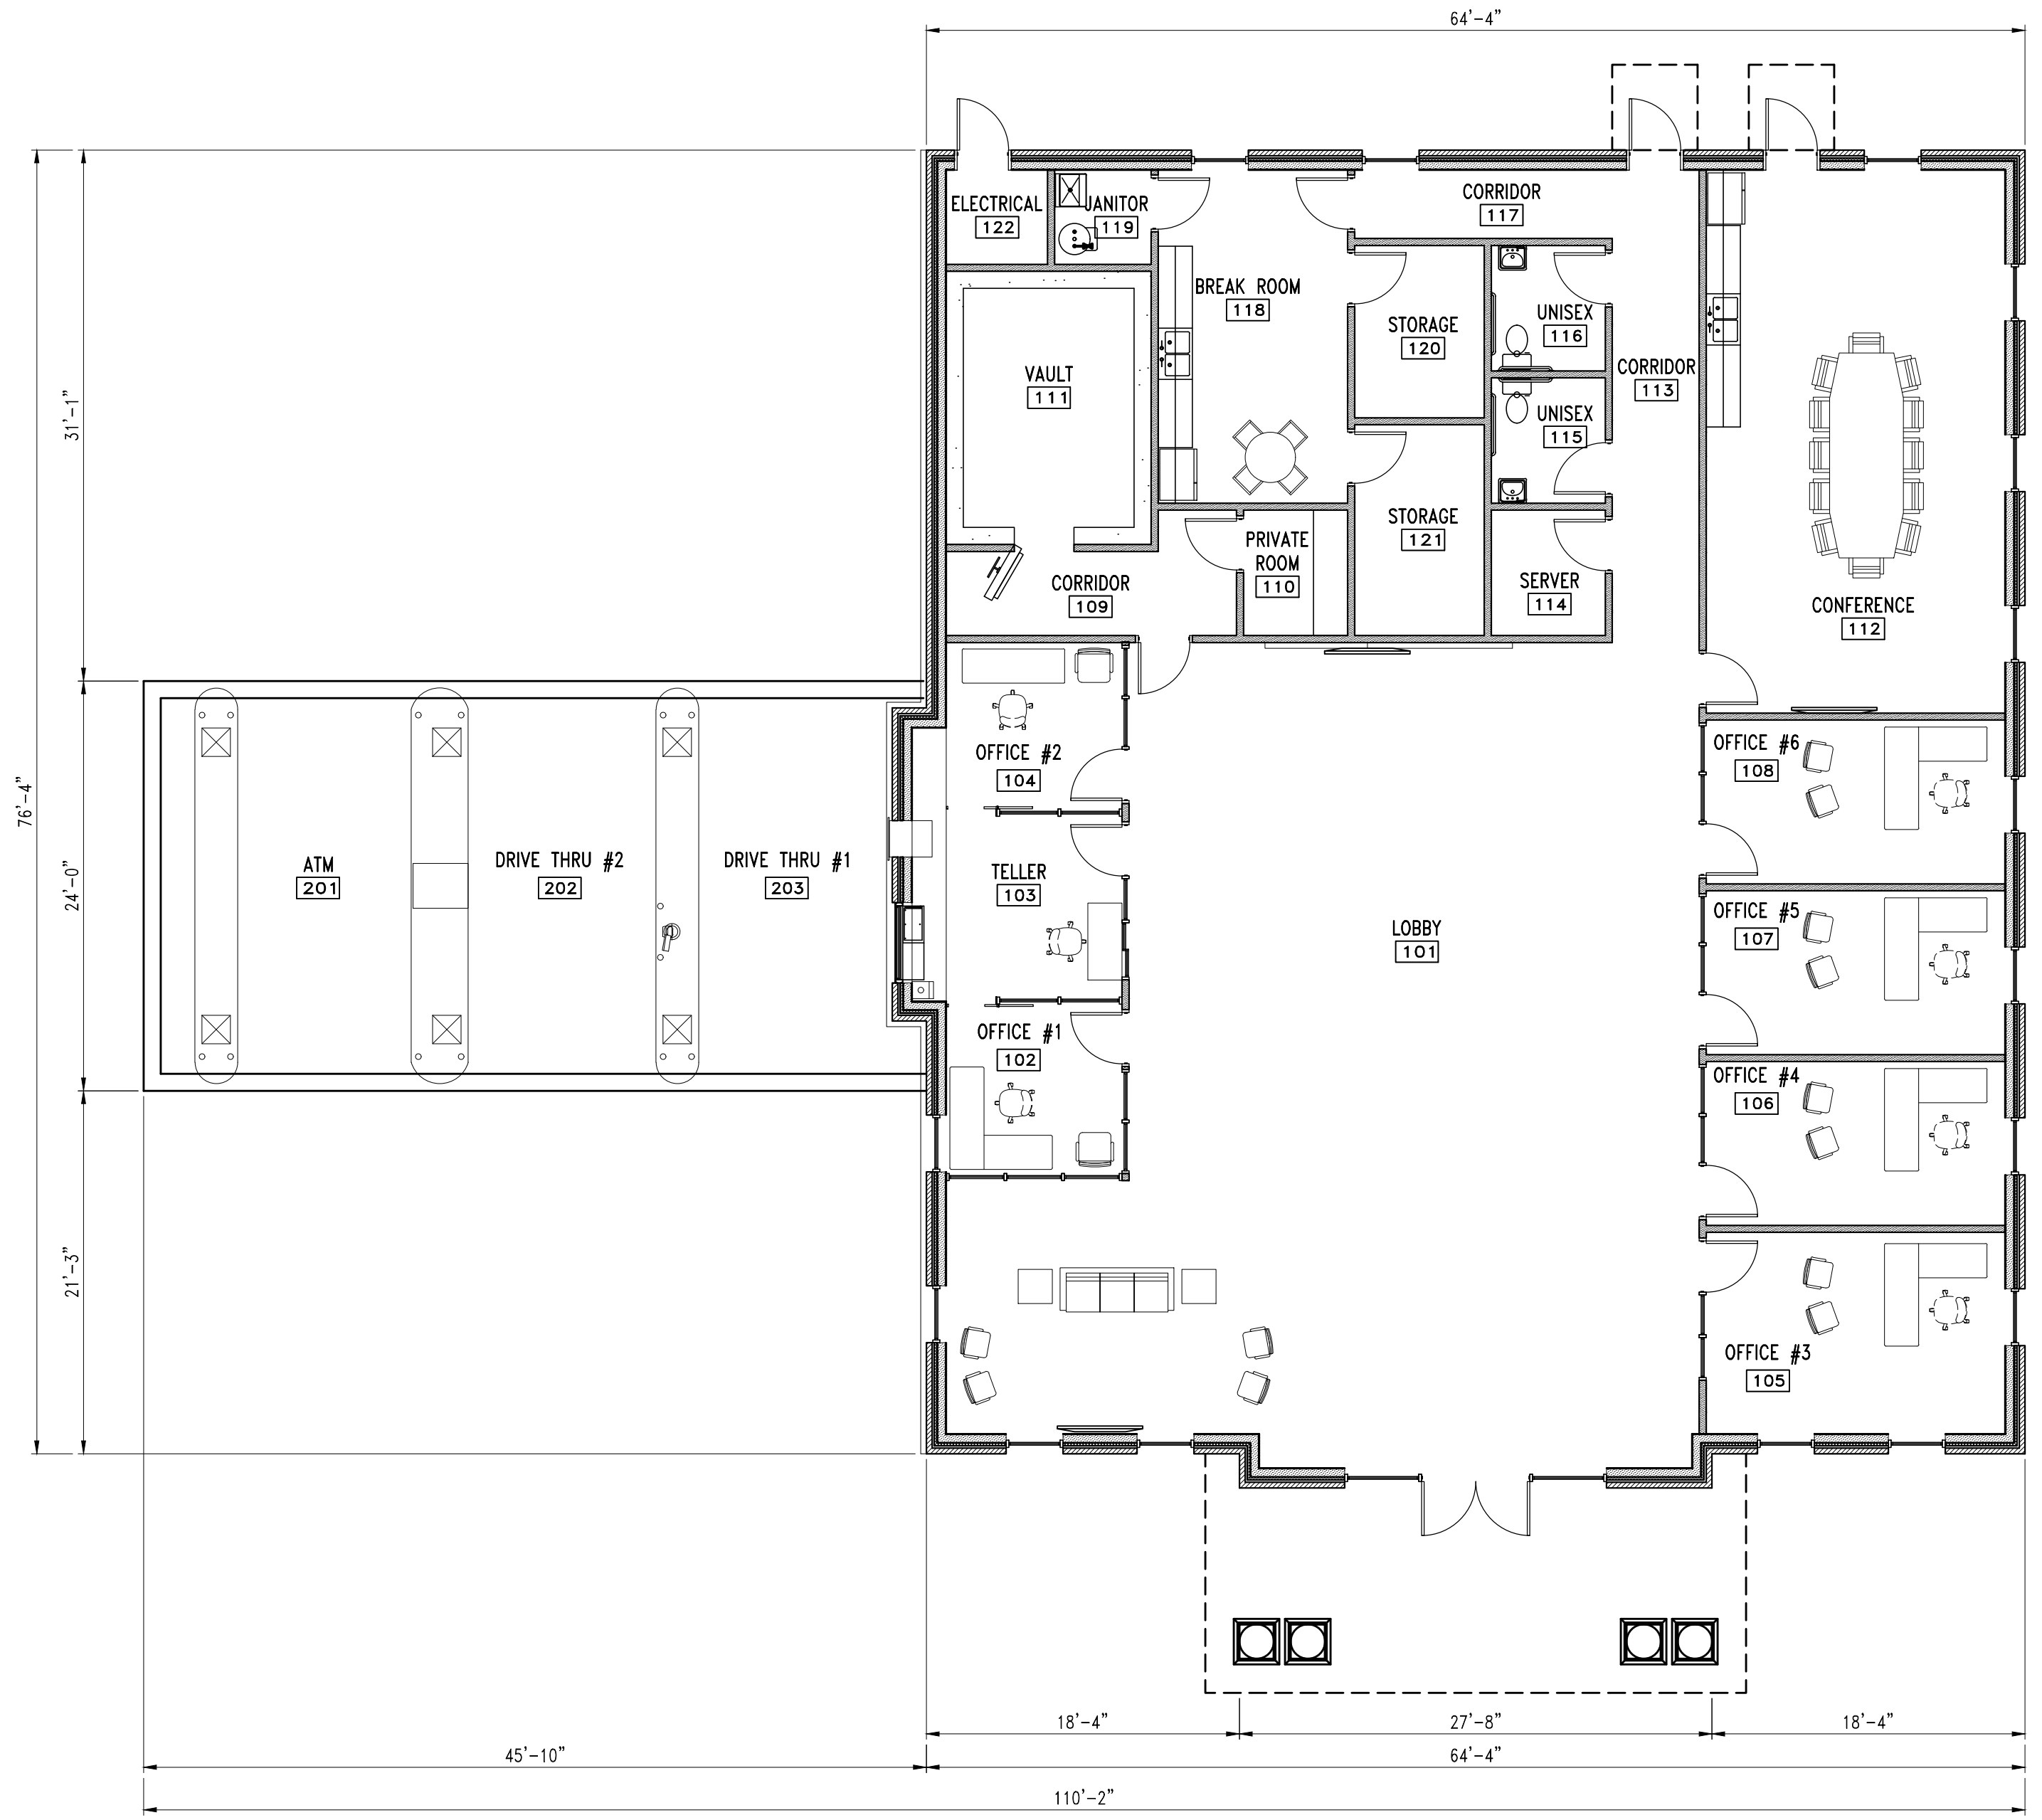 64'-4"
ELECTRICAL
122
JANITOR
119
CORRIDOR
117
BREAK ROOM
118
UNISEX
116
STORAGE
120
VAULT
111
CORRIDOR
113
UNISEX
115
31'-1"
STORAGE
121
PRIVATE
ROOM
110
SERVER
114
CORRIDOR
109
CONFERENCE
112
OFFICE #2
104
OFFICE #6
108
76'-4"
24'-0"
ATM
201
DRIVE THRU #2
202
DRIVE THRU #1
203
TELLER
103
LOBBY
101
OFFICE #5
107
OFFICE #1
102
OFFICE #4
106
21'-3"
OFFICE #3
105
18'-4"
27'-8"
18'-4"
45'-10"
64'-4"
110'-2"